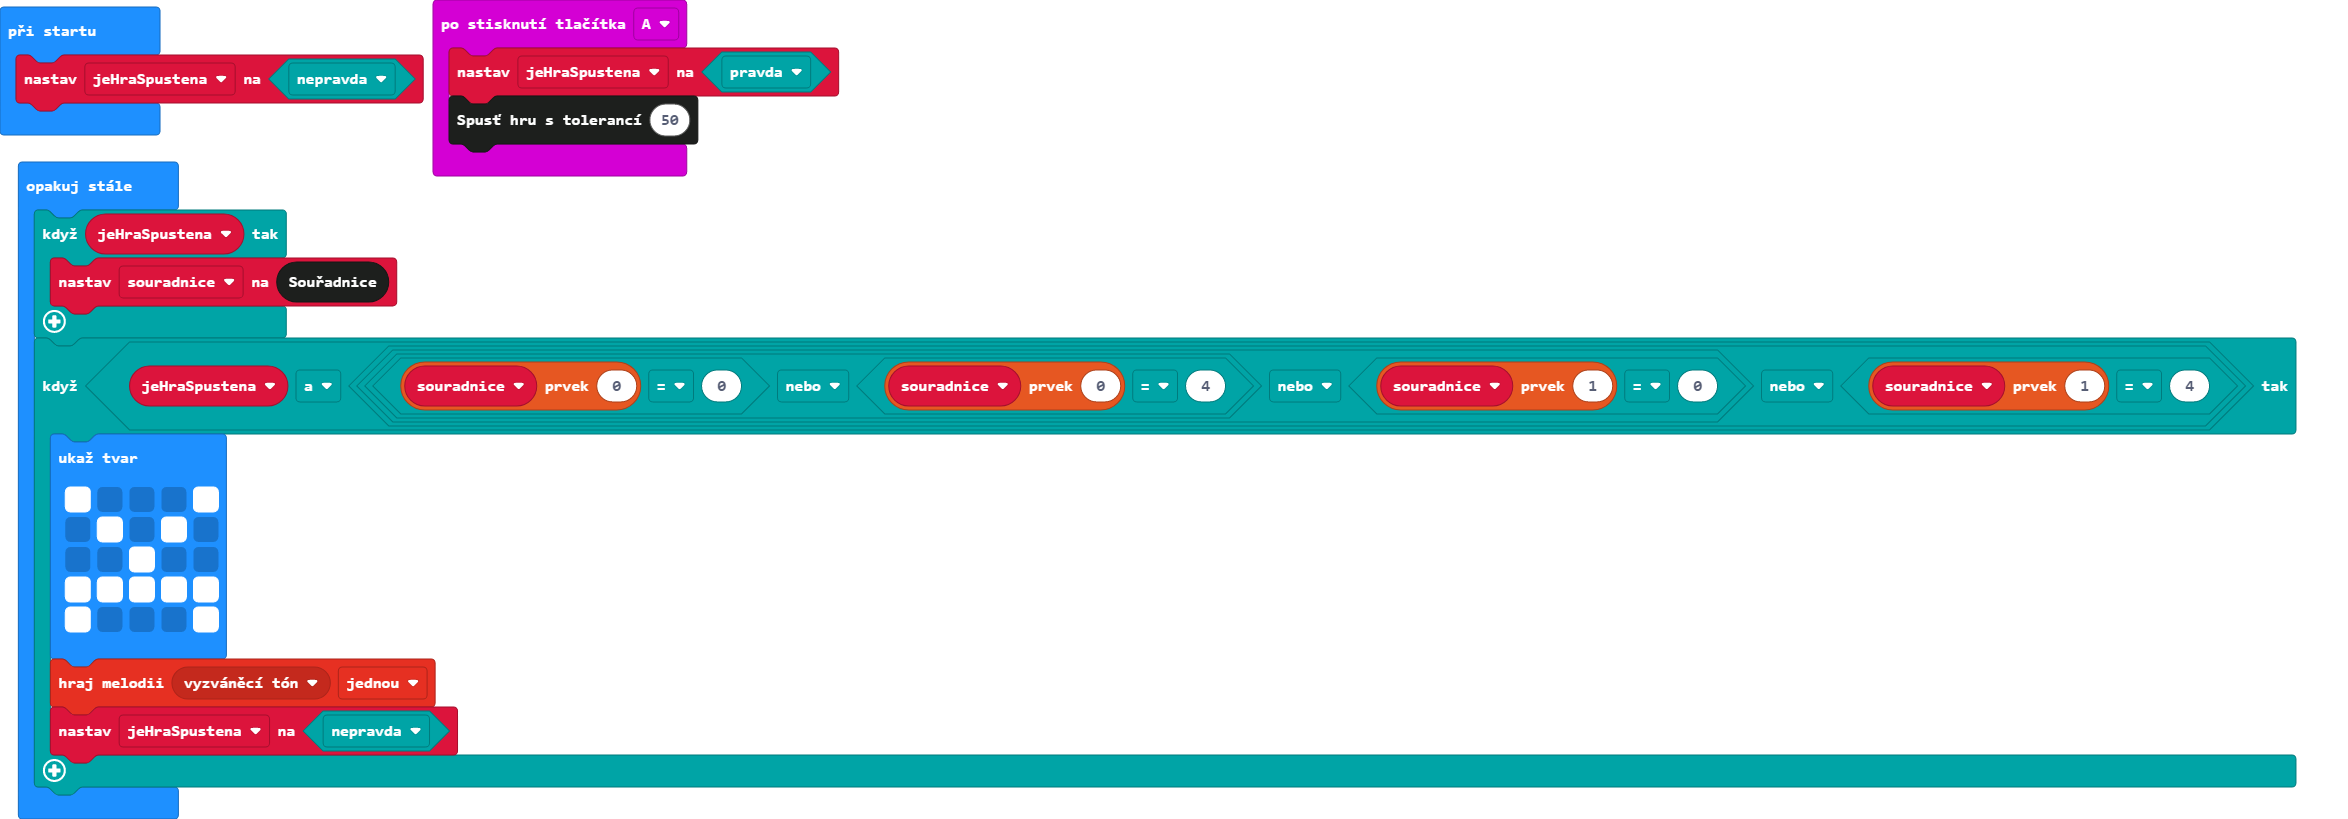 při startu
nastav jeHraSpustena na nepravda
po stisknutí tlačítka A
nastav jeHraSpustena na pravda
Spusť hru s tolerancí 50
opakuj stále
když jeHraSpustena tak
nastav souradnice na Souřadnice
když jeHraSpustena a souradnice prvek 0 = 0 nebo souradnice prvek 0 = 4 nebo souradnice prvek 1 = 0 nebo souradnice prvek 1 = 4 tak
ukaž tvar
hraj melodii vyzváněcí tón jednou
nastav jeHraSpustena na nepravda